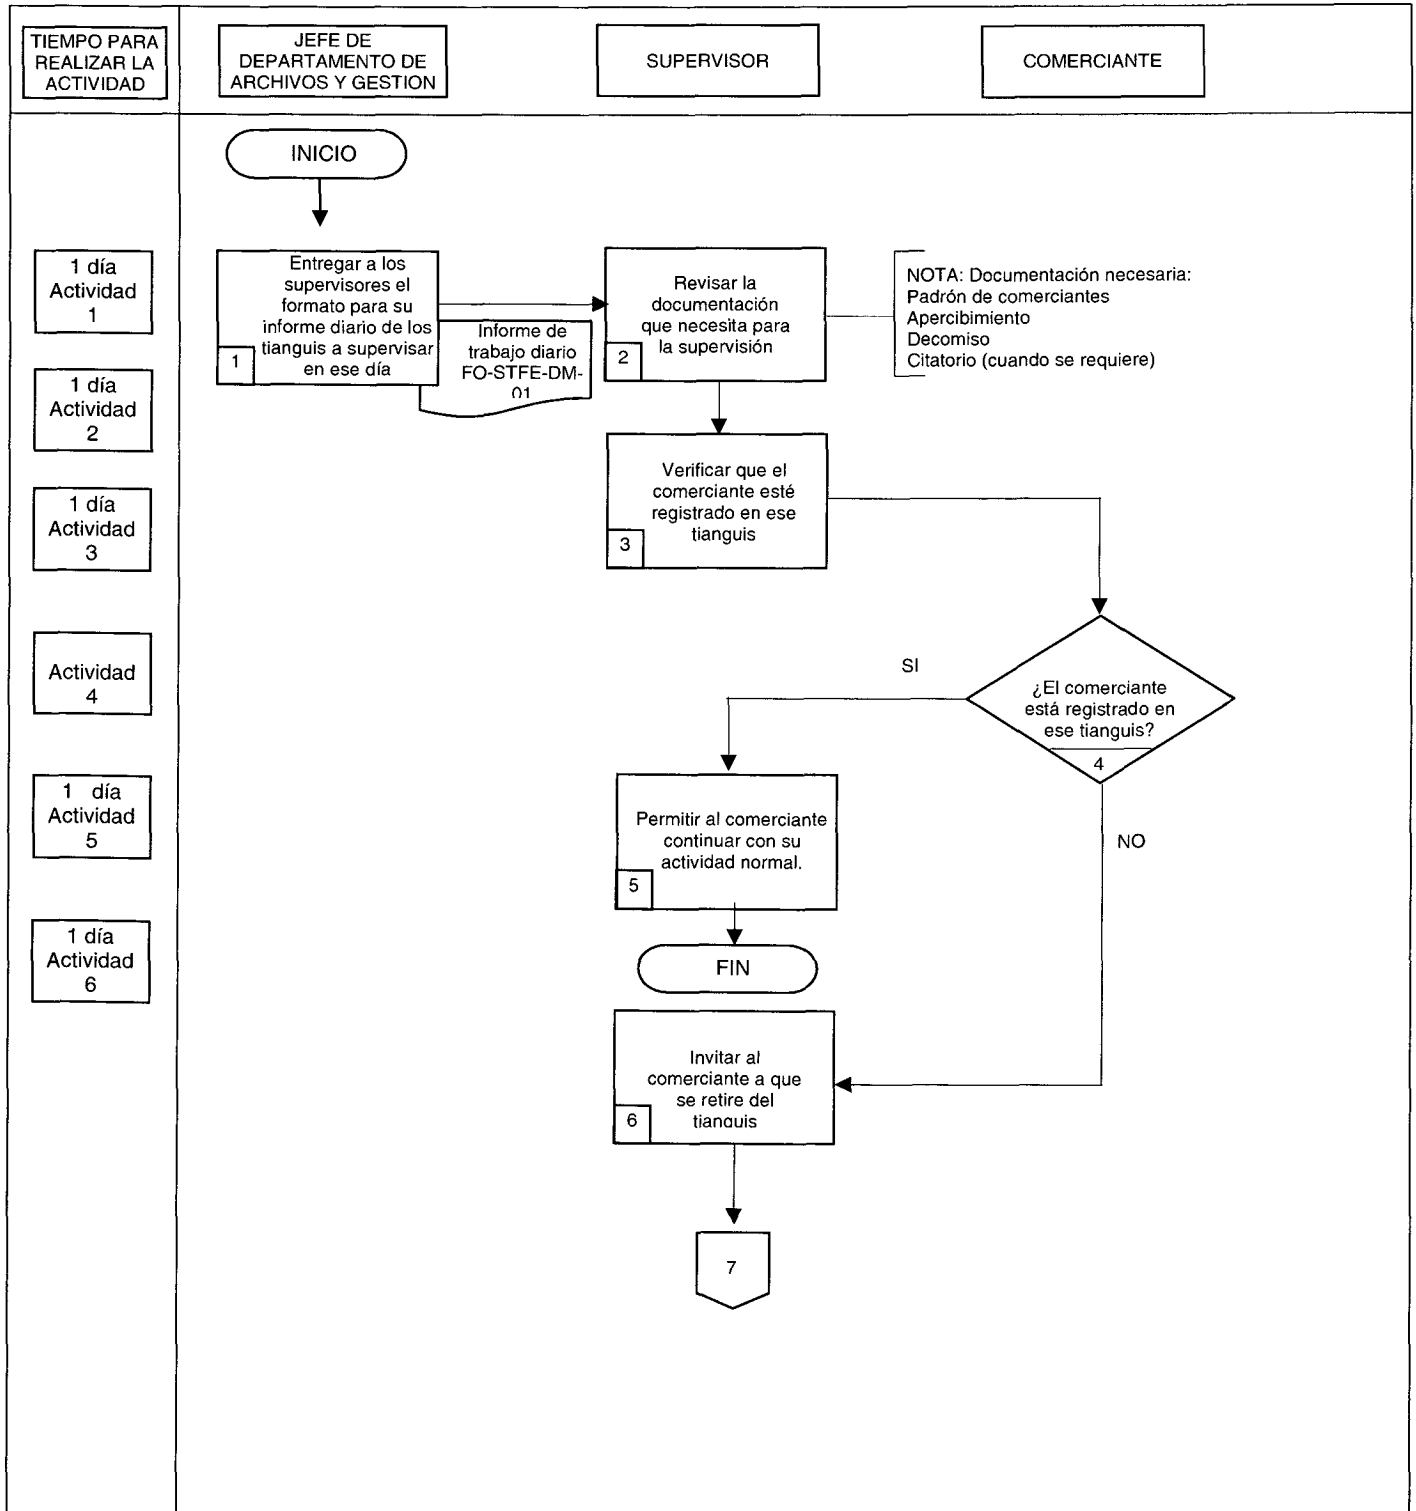 TIEMPO PARA
REALIZAR LA
ACTIVIDAD
JEFE DE
DEPARTAMENTO DE
ARCHIVOS Y GESTION
SUPERVISOR
COMERCIANTE
INICIO
1 día
Actividad
1
Entregar a los
supervisores el
formato para su
informe diario de los
tianguis a supervisar
en ese día
1
Informe de
trabajo diario
FO-STFE-DM-
01
Revisar la
documentación
que necesita para
la supervisión
2
NOTA: Documentación necesaria:
Padrón de comerciantes
Apercibimiento
Decomiso
Citatorio (cuando se requiere)
1 día
Actividad
2
Verificar que el
comerciante esté
registrado en ese
tianguis
3
1 día
Actividad
3
Actividad
4
SI
¿El comerciante
está registrado en
ese tianguis?
4
1 día
Actividad
5
Permitir al comerciante
continuar con su
actividad normal.
5
NO
1 día
Actividad
6
FIN
Invitar al
comerciante a que
se retire del
tianguis
6
7